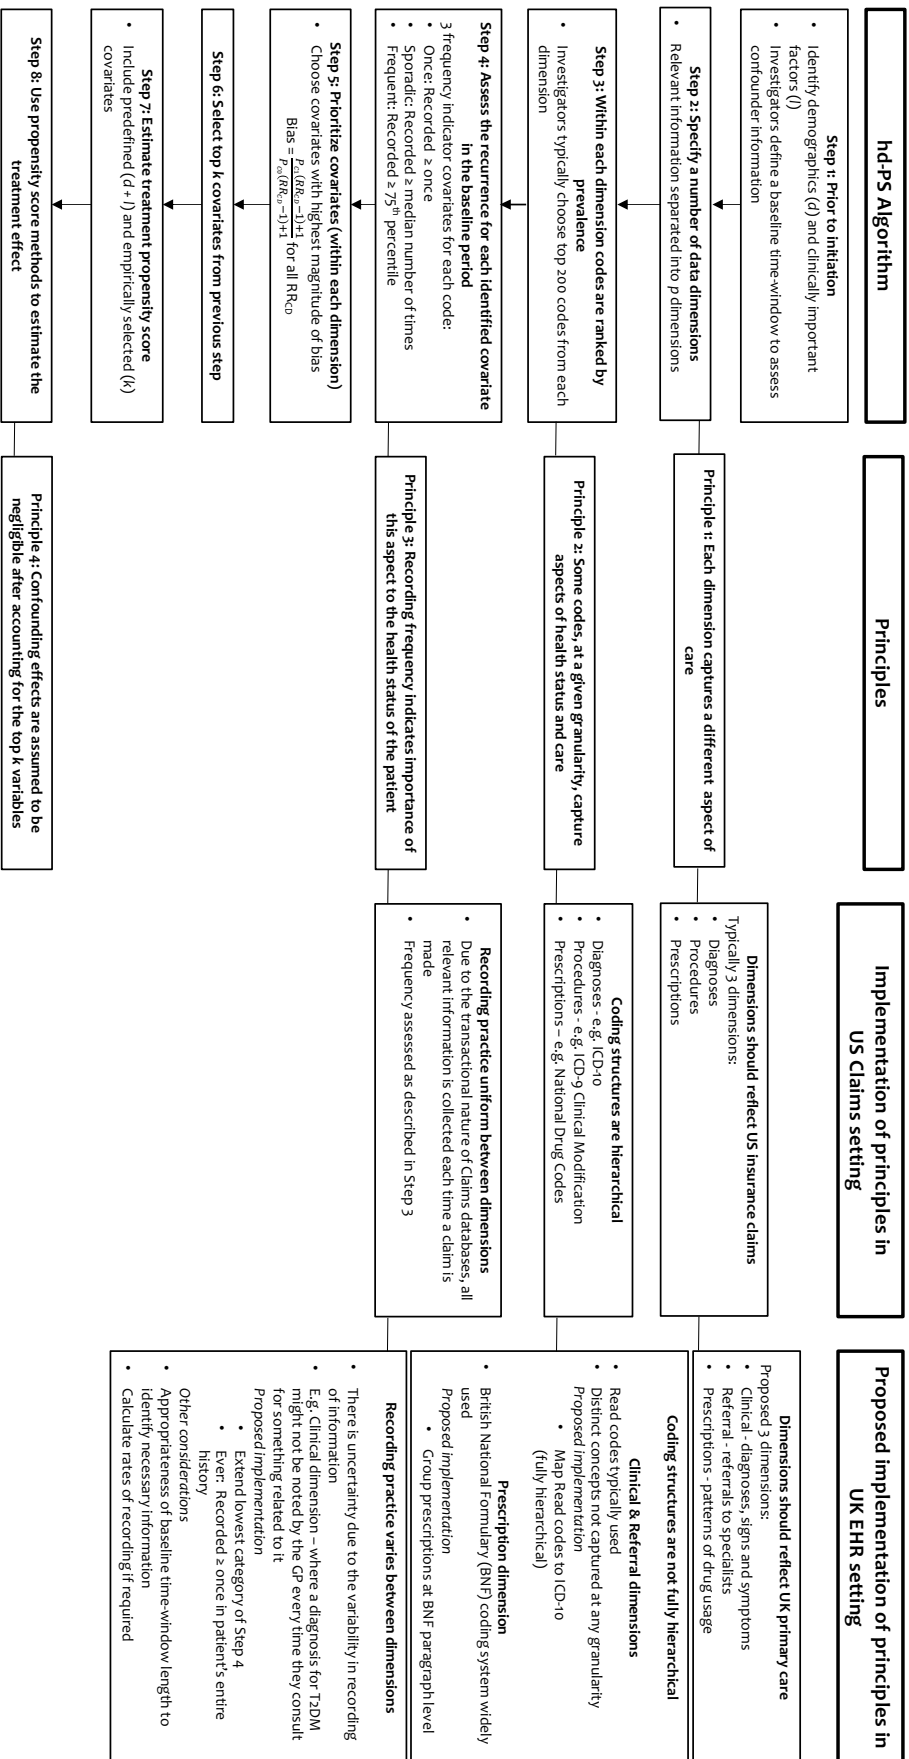 hd-PS Algorithm
Step 1: Prior to initiation
• Identify demographics (d) and clinically important
factors (l)
• Investigators define a baseline time-window to assess
confounder information
Step 2: Specify a number of data dimensions
• Relevant information separated into p dimensions
Step 3: Within each dimension codes are ranked by
prevalence
• Investigators typically choose top 200 codes from each
dimension
Step 4: Assess the recurrence for each identified covariate
in the baseline period
3 frequency indicator covariates for each code:
• Once: Recorded ≥ once
• Sporadic: Recorded ≥ median number of times
• Frequent: Recorded ≥ 75th percentile
Step 5: Prioritize covariates (within each dimension)
• Choose covariates with highest magnitude of bias
Bias = P_C1(RR_CD−1)+1 / P_C0(RR_CD−1)+1 for all RR_CD
Step 6: Select top k covariates from previous step
Step 7: Estimate treatment propensity score
• Include predefined (d + l) and empirically selected (k)
covariates
Step 8: Use propensity score methods to estimate the
treatment effect
Principles
Principle 1: Each dimension captures a different aspect of
care
Principle 2: Some codes, at a given granularity, capture
aspects of health status and care
Principle 3: Recording frequency indicates importance of
this aspect to the health status of the patient
Principle 4: Confounding effects are assumed to be
negligible after accounting for the top k variables
Implementation of principles in
US Claims setting
Dimensions should reflect US insurance claims
Typically 3 dimensions:
• Diagnoses
• Procedures
• Prescriptions
Coding structures are hierarchical
• Diagnoses - e.g. ICD-10
• Procedures - e.g. ICD-9 Clinical Modification
• Prescriptions – e.g. National Drug Codes
Recording practice uniform between dimensions
• Due to the transactional nature of Claims databases, all
relevant information is collected each time a claim is
made
• Frequency assessed as described in Step 3
Proposed implementation of principles in
UK EHR setting
Dimensions should reflect UK primary care
Proposed 3 dimensions:
• Clinical - diagnoses, signs and symptoms
• Referral - referrals to specialists
• Prescriptions - patterns of drug usage
Coding structures are not fully hierarchical
Clinical & Referral dimensions
• Read codes typically used
• Distinct concepts not captured at any granularity
Proposed implementation
• Map Read codes to ICD-10
(fully hierarchical)
Prescription dimension
• British National Formulary (BNF) coding system widely
used
Proposed implementation
• Group prescriptions at BNF paragraph level
Recording practice varies between dimensions
• There is uncertainty due to the variability in recording
of information
• E.g. Clinical dimension – where a diagnosis for T2DM
might not be noted by the GP every time they consult
for something related to it
Proposed implementation
• Extend lowest category of Step 4
• Ever: Recorded ≥ once in patient's entire
history
Other considerations
• Appropriateness of baseline time-window length to
identify necessary information
• Calculate rates of recording if required